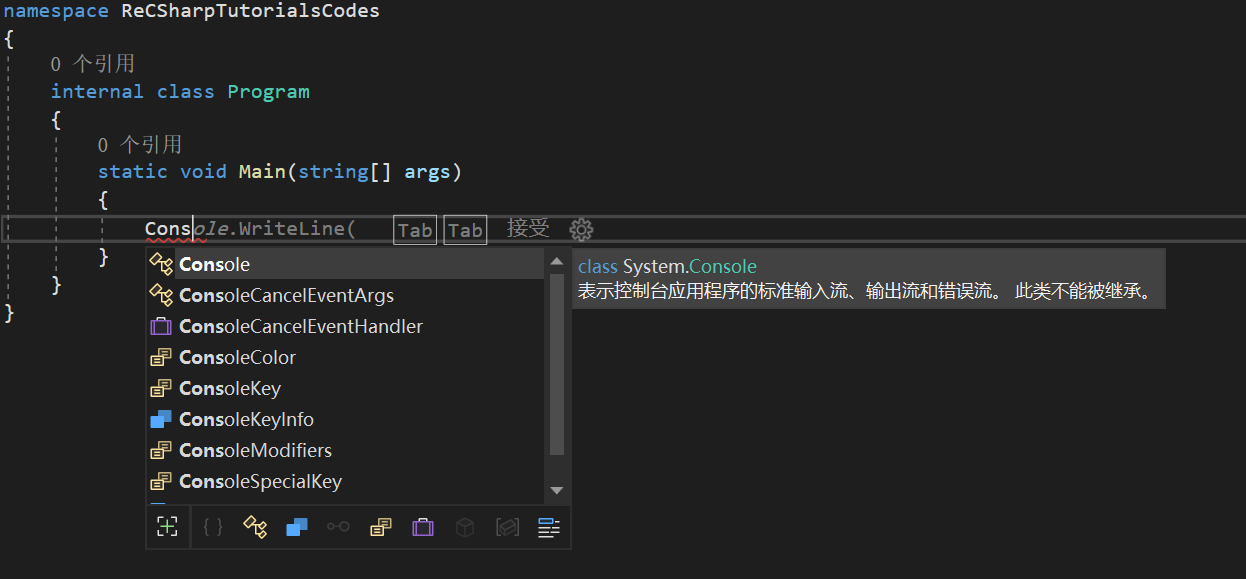 namespace ReCSharpTutorialsCodes
{
0 个引用
internal class Program
{
0 个引用
static void Main(string[] args)
{
Console.WriteLine( Tab Tab 接受
}
}
}
Console
ConsoleCancelEventArgs
ConsoleCancelEventHandler
ConsoleColor
ConsoleKey
ConsoleKeyInfo
ConsoleModifiers
ConsoleSpecialKey
class System.Console
表示控制台应用程序的标准输入流、输出流和错误流。 此类不能被继承。